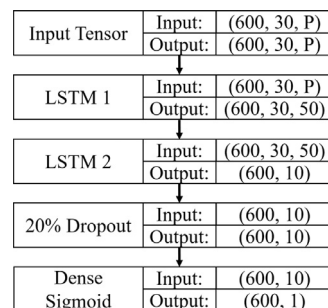 Input Tensor
Input: (600, 30, P)
Output: (600, 30, P)
LSTM 1
Input: (600, 30, P)
Output: (600, 30, 50)
LSTM 2
Input: (600, 30, 50)
Output: (600, 10)
20% Dropout
Input: (600, 10)
Output: (600, 10)
Dense
Sigmoid
Input: (600, 10)
Output: (600, 1)